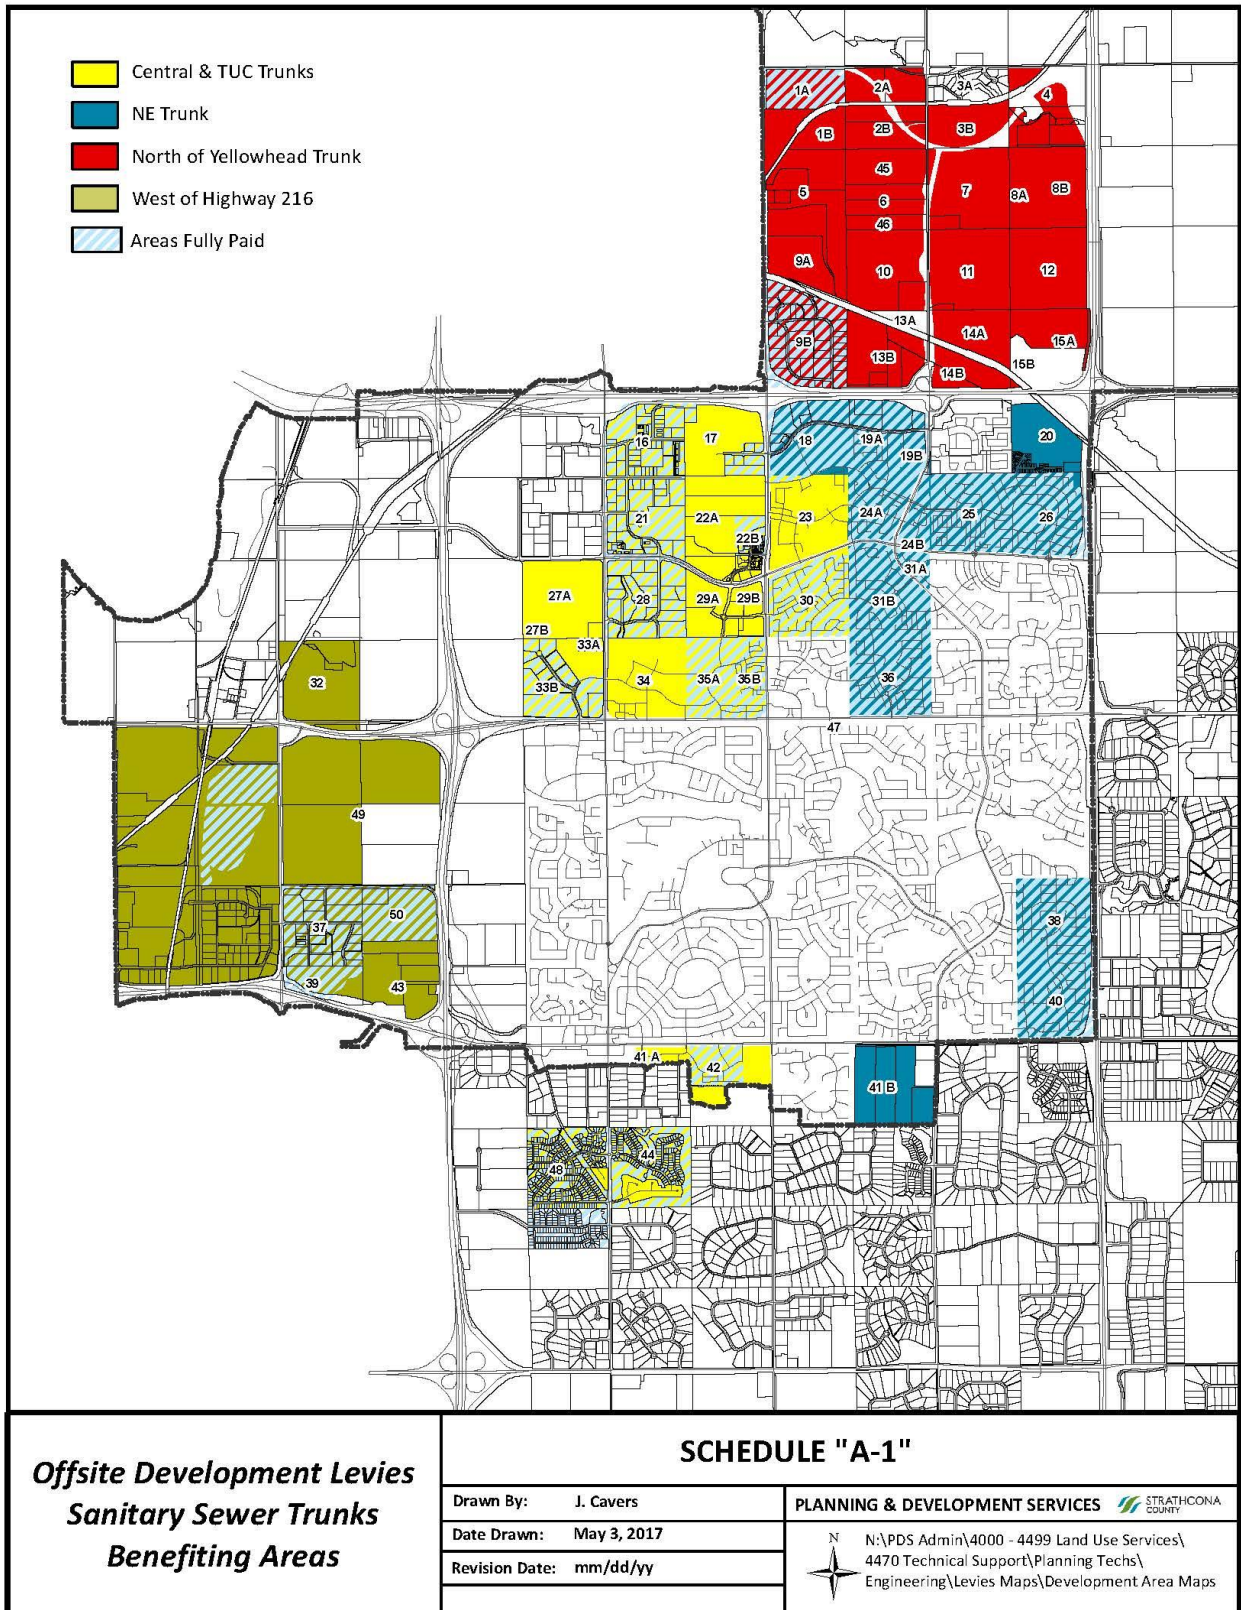 Central & TUC Trunks
NE Trunk
North of Yellowhead Trunk
West of Highway 216
Areas Fully Paid
1A
2A
3A
4
1B
2B
3B
45
5
6
7
8A
8B
46
9A
10
11
12
13A
14A
15A
9B
13B
14B
15B
16
17
18
19A
19B
20
21
22A
22B
23
24A
24B
25
26
27A
27B
28
29A
29B
30
31A
31B
32
33A
33B
34
35A
35B
36
47
49
37
50
38
39
43
40
41 A
42
41 B
48
44
Offsite Development Levies
Sanitary Sewer Trunks
Benefiting Areas
SCHEDULE "A-1"
Drawn By: J. Cavers
Date Drawn: May 3, 2017
Revision Date: mm/dd/yy
PLANNING & DEVELOPMENT SERVICES
STRATHCONA
COUNTY
N
N:\PDS Admin\4000 - 4499 Land Use Services\
4470 Technical Support\Planning Techs\
Engineering\Levies Maps\Development Area Maps